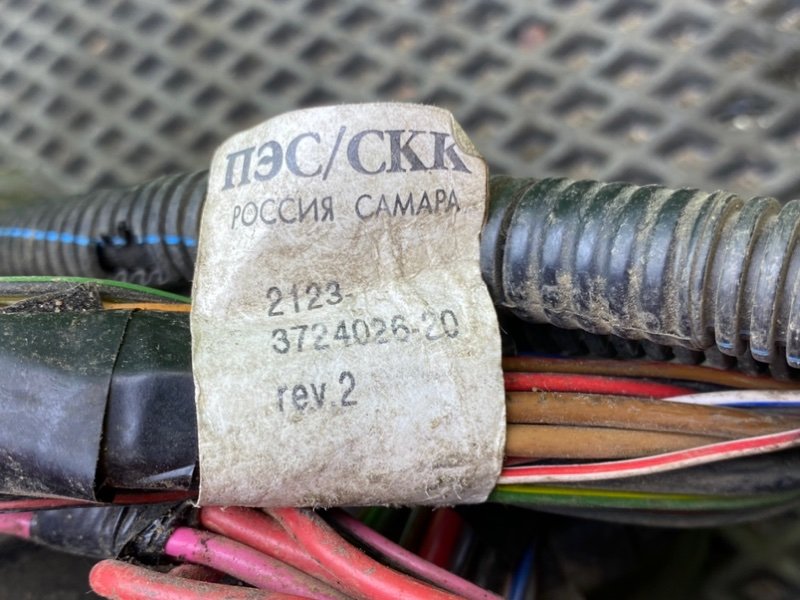 ПЭС/СКК
РОССИЯ САМАРА
2123-
3724026-20
rev.2